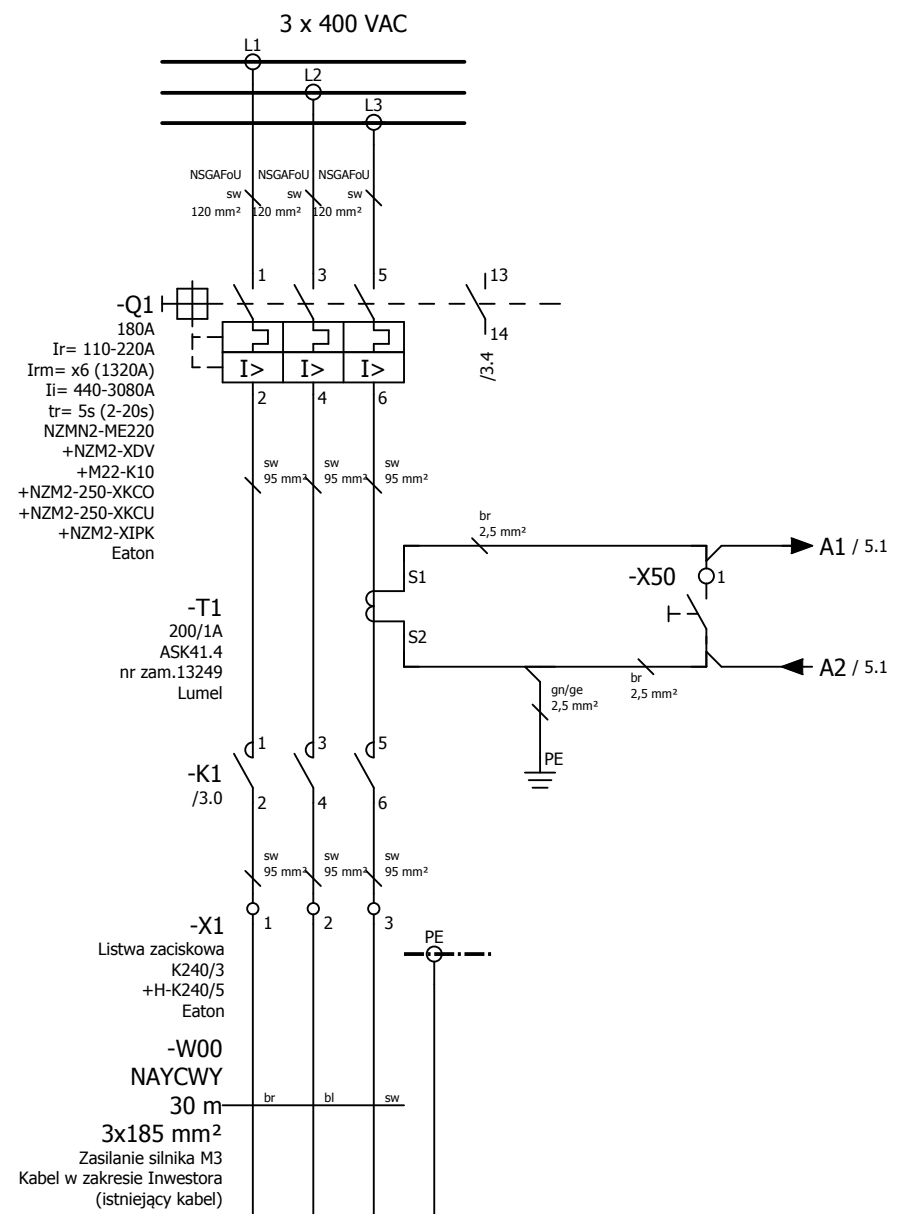 3 x 400 VAC
L1
L2
L3
NSGAFoU NSGAFoU NSGAFoU
sw sw sw
120 mm² 120 mm² 120 mm²
1 3 5 13
-Q1
14
/3.4
180A
Ir= 110-220A
Irm= x6 (1320A)
Ii= 440-3080A
tr= 5s (2-20s)
NZMN2-ME220
+NZM2-XDV
+M22-K10
+NZM2-250-XKCO
+NZM2-250-XKCU
+NZM2-XIPK
Eaton
I> I> I>
2 4 6
sw sw sw
95 mm² 95 mm² 95 mm²
br
2,5 mm²
A1 / 5.1
-X50 1
S1
S2
-T1
200/1A
ASK41.4
nr zam.13249
Lumel
A2 / 5.1
br
2,5 mm²
gn/ge
2,5 mm²
PE
1 3 5
-K1
/3.0
2 4 6
sw sw sw
95 mm² 95 mm² 95 mm²
-X1
1 2 3
PE
Listwa zaciskowa
K240/3
+H-K240/5
Eaton
-W00
NAYCWY
30 m
br bl sw
3x185 mm²
Zasilanie silnika M3
Kabel w zakresie Inwestora
(istniejący kabel)